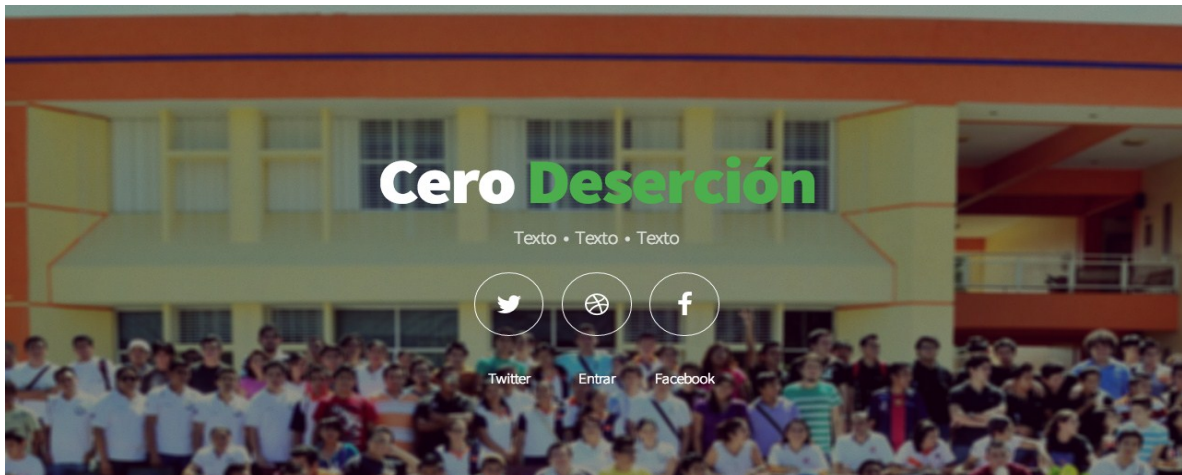 Cero Deserción
Texto • Texto • Texto
Twitter Entrar Facebook